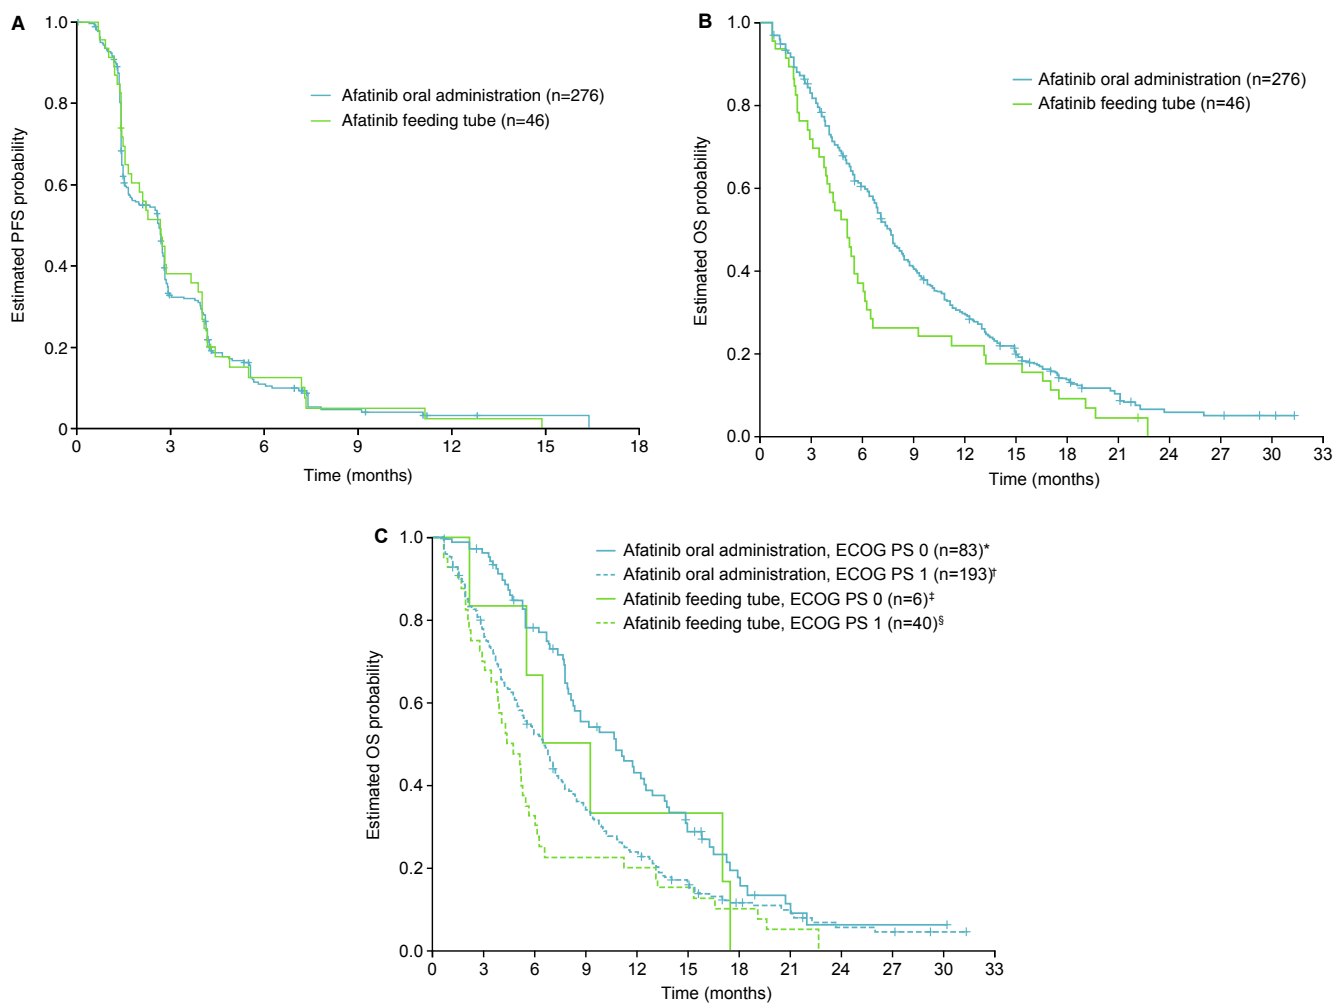 A
Estimated PFS probability
1.0
0.8
0.6
0.4
0.2
0
0 3 6 9 12 15 18
Time (months)
Afatinib oral administration (n=276)
Afatinib feeding tube (n=46)
B
Estimated OS probability
1.0
0.8
0.6
0.4
0.2
0.0
0 3 6 9 12 15 18 21 24 27 30 33
Time (months)
Afatinib oral administration (n=276)
Afatinib feeding tube (n=46)
C
Estimated OS probability
1.0
0.8
0.6
0.4
0.2
0.0
0 3 6 9 12 15 18 21 24 27 30 33
Time (months)
Afatinib oral administration, ECOG PS 0 (n=83)*
Afatinib oral administration, ECOG PS 1 (n=193)†
Afatinib feeding tube, ECOG PS 0 (n=6)‡
Afatinib feeding tube, ECOG PS 1 (n=40)§